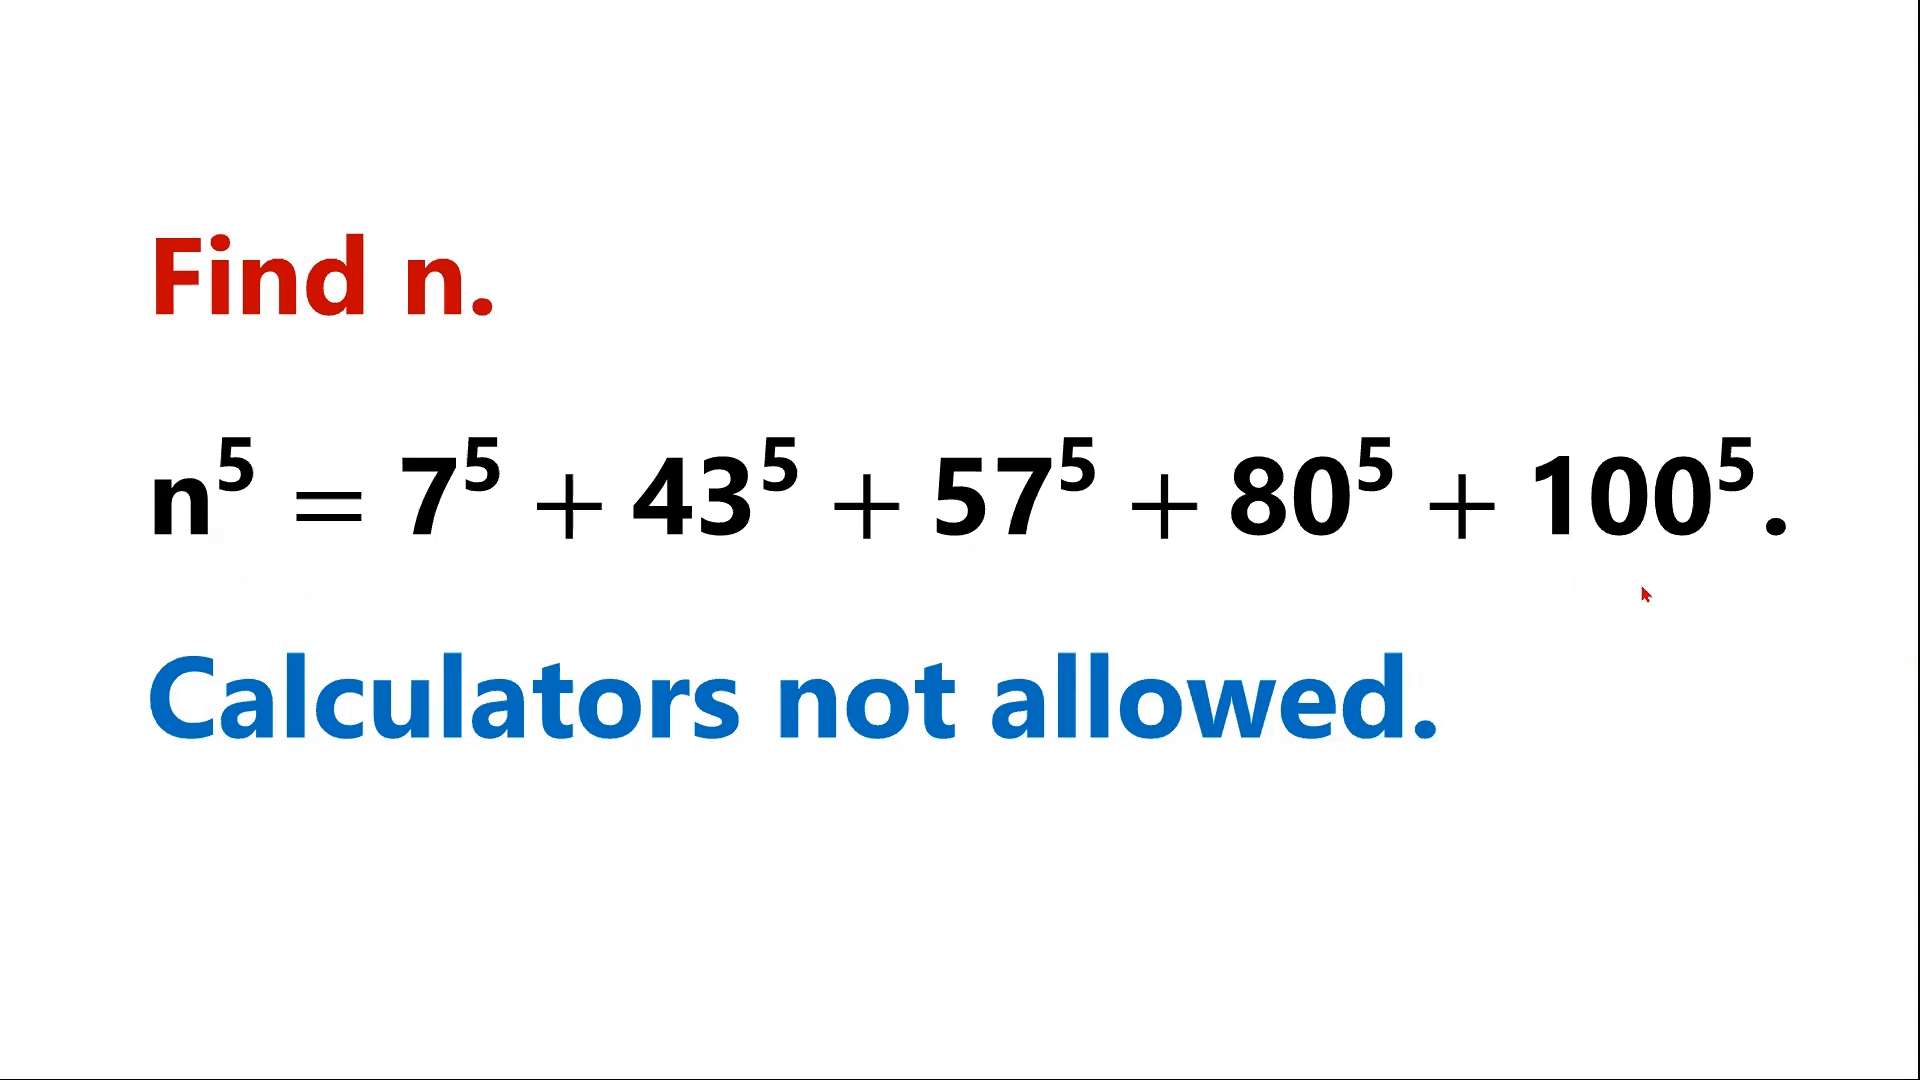 Find n.
n⁵ = 7⁵ + 43⁵ + 57⁵ + 80⁵ + 100⁵.
Calculators not allowed.